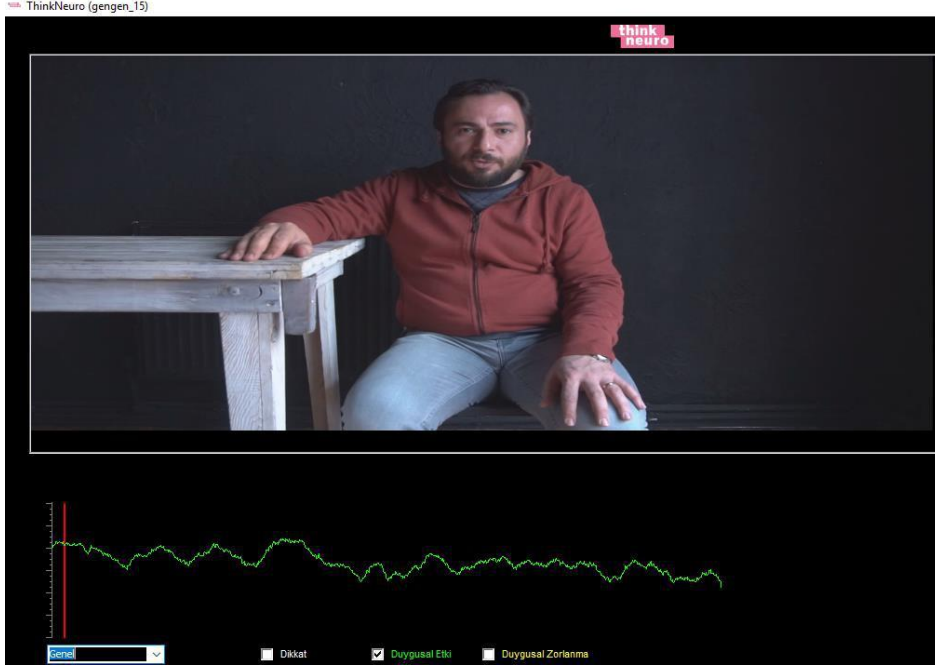 ThinkNeuro (gengen_15)
think
neuro
Genel
Dikkat
Duygusal Etki
Duygusal Zorlanma